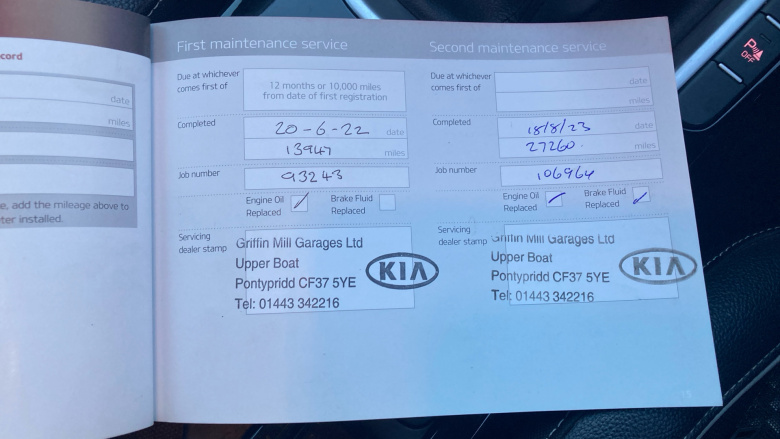 cord
date
miles
e, add the mileage above to
ter installed.
First maintenance service
Due at whichever
comes first of
12 months or 10,000 miles
from date of first registration
Completed
20-6-22 date
13947 miles
Job number
93243
Engine Oil
Replaced
Brake Fluid
Replaced
Servicing
dealer stamp
Griffin Mill Garages Ltd
Upper Boat
Pontypridd CF37 5YE
Tel: 01443 342216
KIA
Second maintenance service
Due at whichever
comes first of
date
miles
Completed
18/8/23 date
27260 miles
Job number
106964
Engine Oil
Replaced
Brake Fluid
Replaced
Servicing
dealer stamp
Griffin Mill Garages Ltd
Upper Boat
Pontypridd CF37 5YE
Tel: 01443 342216
KIA
P
OFF